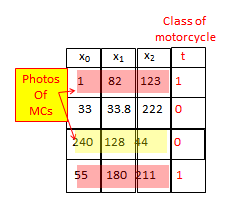 Class of
motorcycle
x0 x1 x2 t
Photos
Of
MCs
1 82 123 1
33 33.8 222 0
240 128 44 0
55 180 211 1